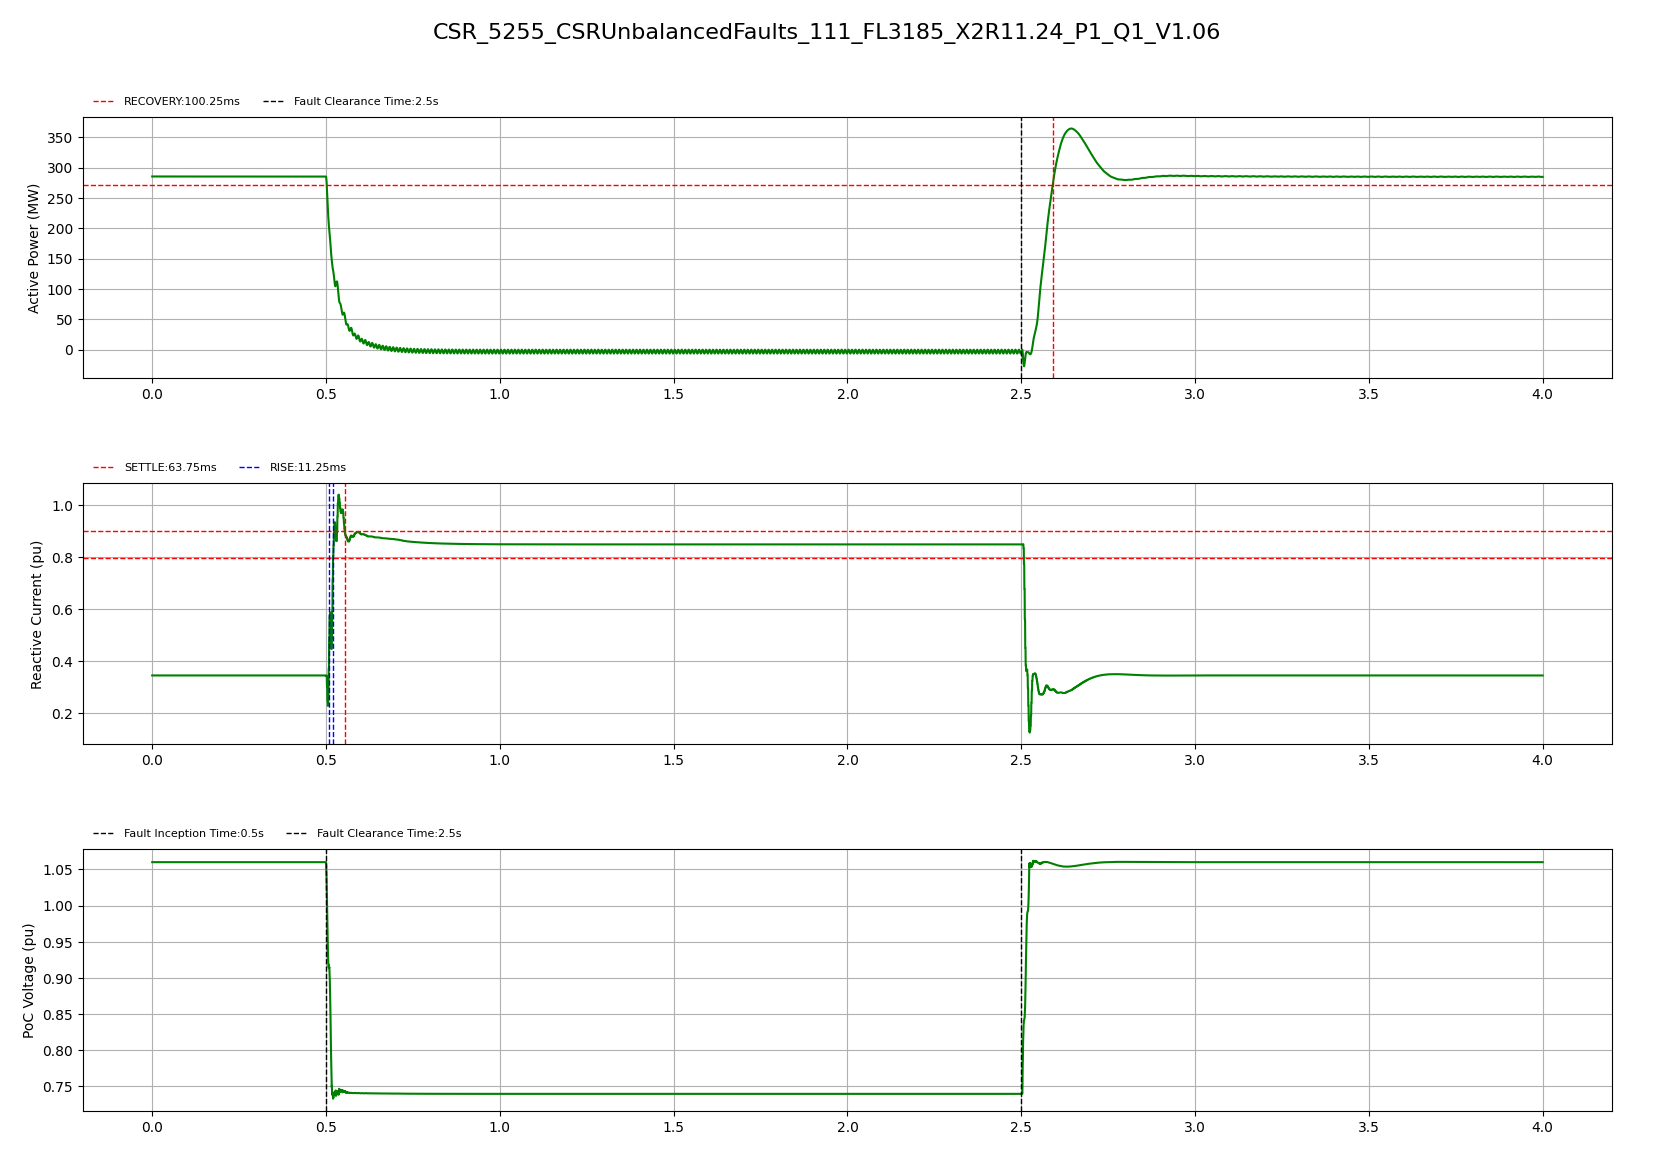 CSR_5255_CSRUnbalancedFaults_111_FL3185_X2R11.24_P1_Q1_V1.06
RECOVERY:100.25ms Fault Clearance Time:2.5s
Active Power (MW)
350
300
250
200
150
100
50
0
0.0 0.5 1.0 1.5 2.0 2.5 3.0 3.5 4.0
SETTLE:63.75ms RISE:11.25ms
Reactive Current (pu)
1.0
0.8
0.6
0.4
0.2
0.0 0.5 1.0 1.5 2.0 2.5 3.0 3.5 4.0
Fault Inception Time:0.5s Fault Clearance Time:2.5s
PoC Voltage (pu)
1.05
1.00
0.95
0.90
0.85
0.80
0.75
0.0 0.5 1.0 1.5 2.0 2.5 3.0 3.5 4.0